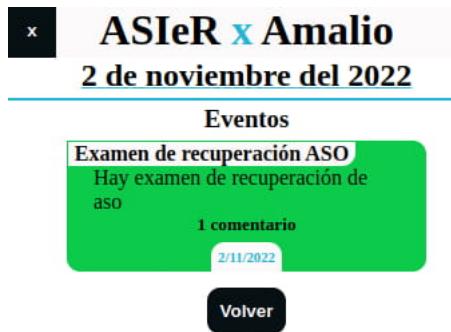 x
ASIeR x Amalio
2 de noviembre del 2022
Eventos
Examen de recuperación ASO
Hay examen de recuperación de
aso
1 comentario
2/11/2022
Volver